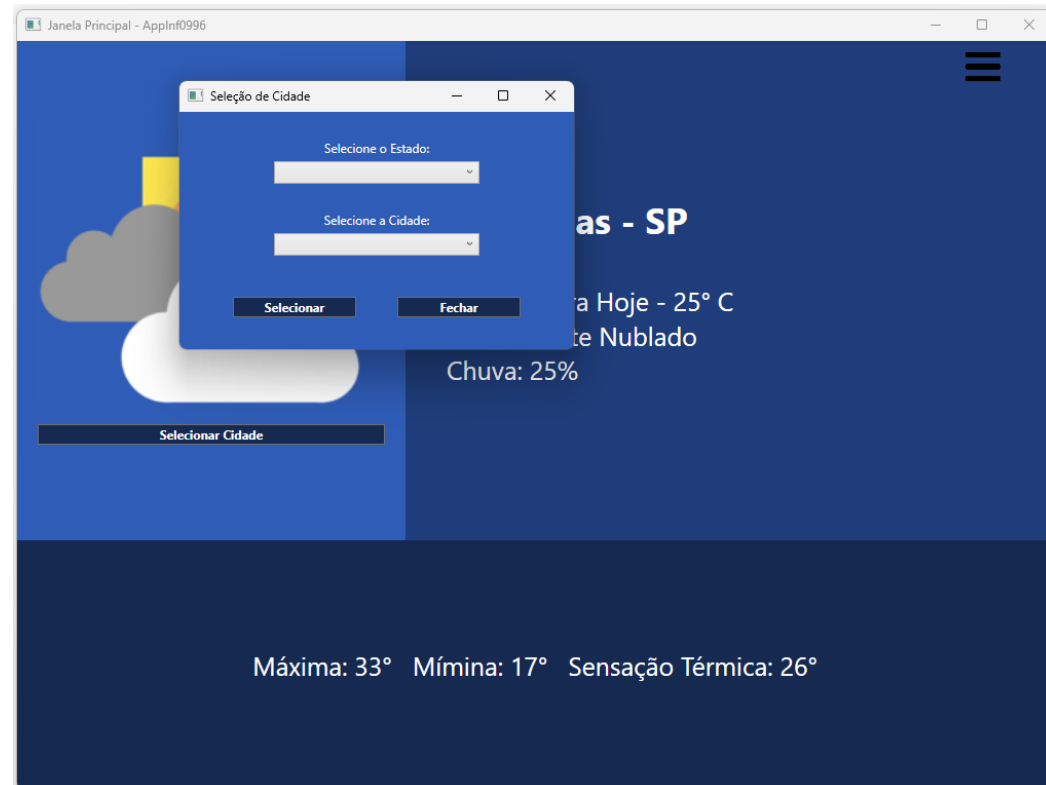 Janela Principal - AppInf0996
Seleção de Cidade
Selecione o Estado:
Selecione a Cidade:
Selecionar
Fechar
as - SP
a Hoje - 25° C
te Nublado
Chuva: 25%
Selecionar Cidade
Máxima: 33° Mímina: 17° Sensação Térmica: 26°